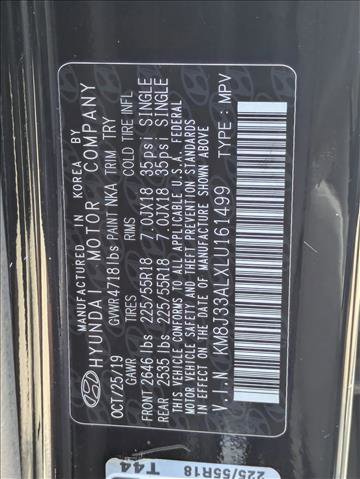 MANUFACTURED IN KOREA BY
HYUNDAI MOTOR COMPANY
OCT/25/19 GVWR 4718 lbs PAINT NKA TRIM TRY
GAWR TIRES RIMS COLD TIRE INFL
FRONT 2646 lbs 225/55R18 7.0JX18 35psi SINGLE
REAR 2535 lbs 225/55R18 7.0JX18 35psi SINGLE
THIS VEHICLE CONFORMS TO ALL APPLICABLE U.S.A. FEDERAL
MOTOR VEHICLE SAFETY AND THEFT PREVENTION STANDARDS
IN EFFECT ON THE DATE OF MANUFACTURE SHOWN ABOVE
V.I.N KM8J33ALXLU161499 TYPE: MPV
T44
225/55R18